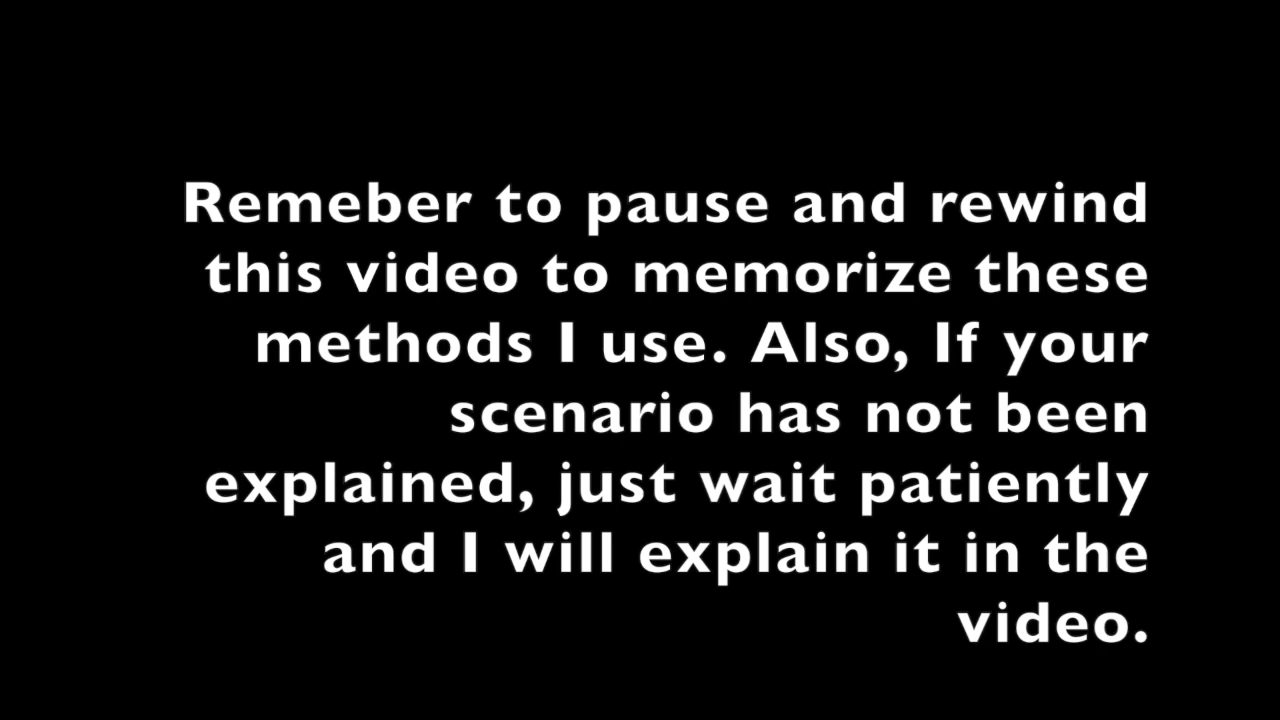 Remeber to pause and rewind
this video to memorize these
methods I use. Also, If your
scenario has not been
explained, just wait patiently
and I will explain it in the
video.